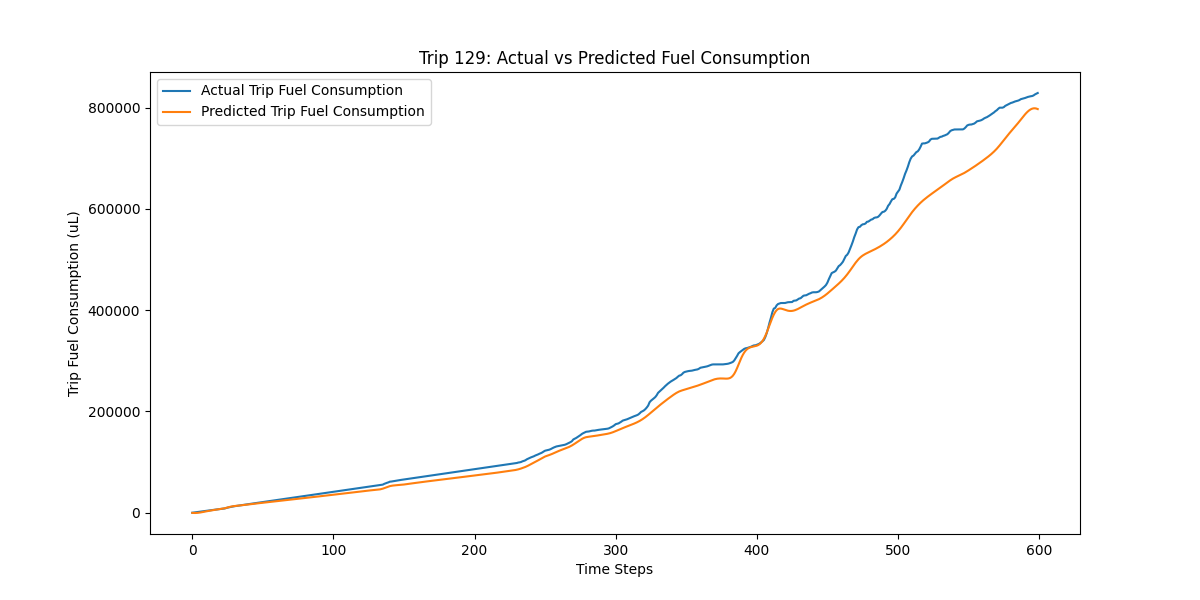 Trip 129: Actual vs Predicted Fuel Consumption
Actual Trip Fuel Consumption
Predicted Trip Fuel Consumption
Trip Fuel Consumption (uL)
800000
600000
400000
200000
0
0 100 200 300 400 500 600
Time Steps